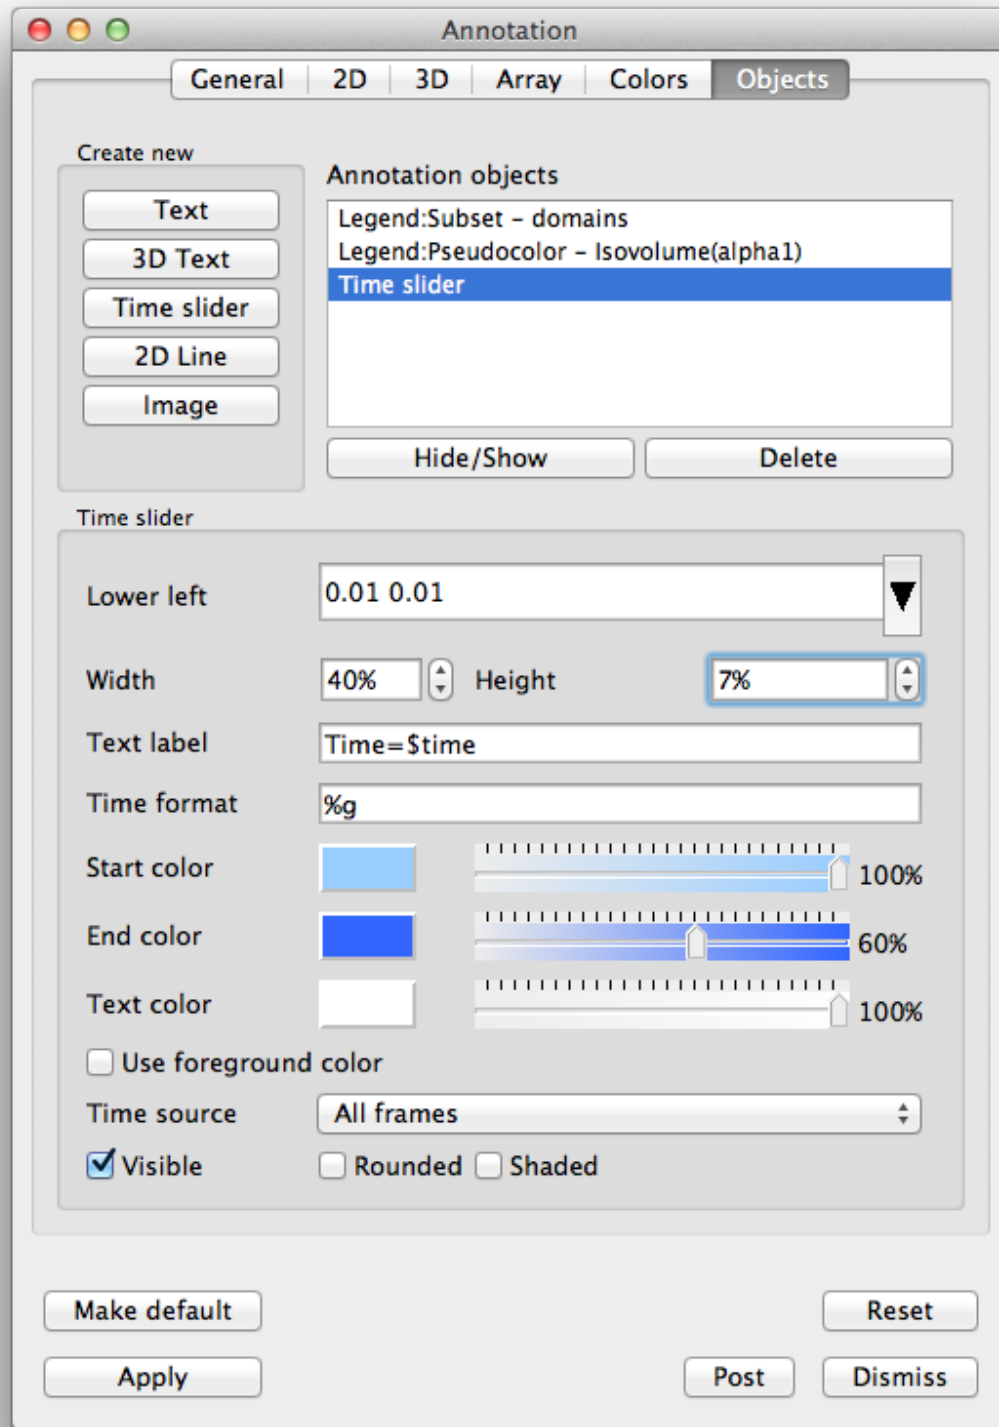 Annotation
General 2D 3D Array Colors Objects
Create new
Annotation objects
Text
3D Text
Time slider
2D Line
Image
Legend:Subset – domains
Legend:Pseudocolor – Isovolume(alpha1)
Time slider
Hide/Show Delete
Time slider
Lower left 0.01 0.01
Width 40% Height 7%
Text label Time=$time
Time format %g
Start color 100%
End color 60%
Text color 100%
Use foreground color
Time source All frames
Visible Rounded Shaded
Make default Reset
Apply Post Dismiss